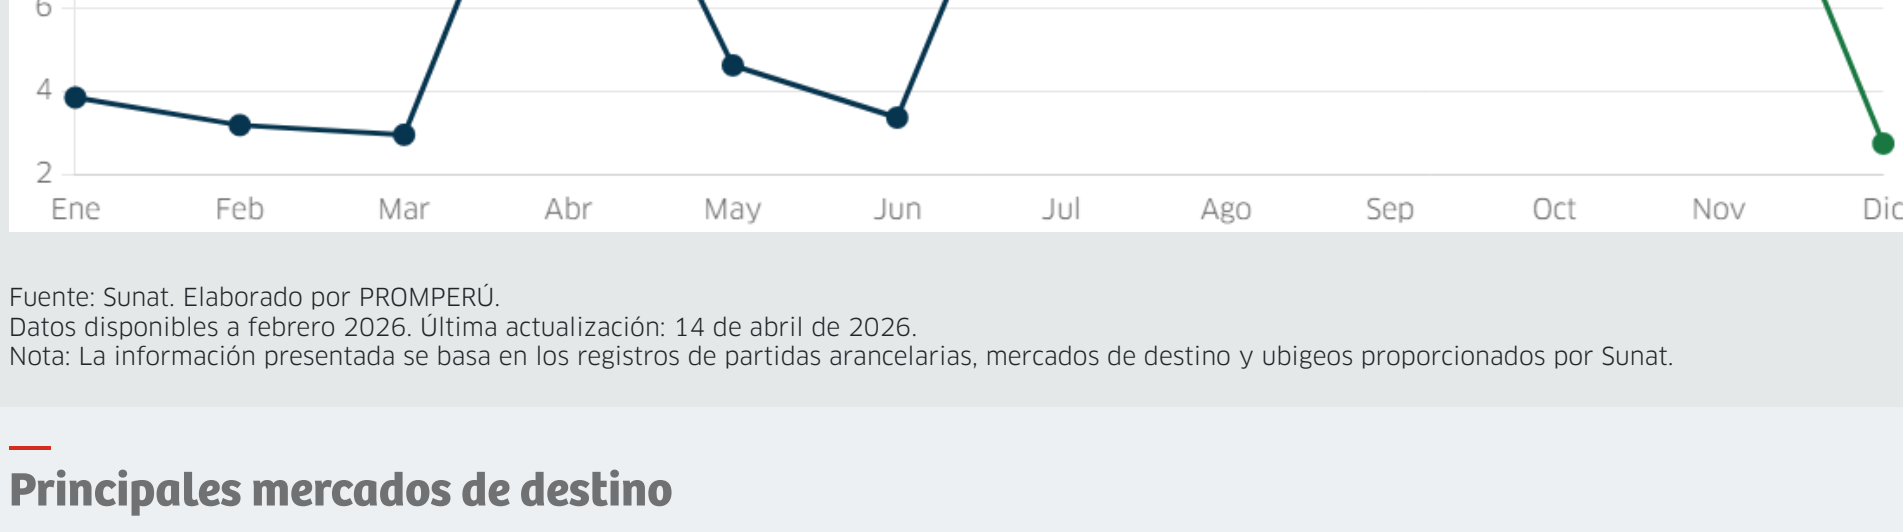 6
4
2
Ene Feb Mar Abr May Jun Jul Ago Sep Oct Nov Dic
Fuente: Sunat. Elaborado por PROMPERÚ.
Datos disponibles a febrero 2026. Última actualización: 14 de abril de 2026.
Nota: La información presentada se basa en los registros de partidas arancelarias, mercados de destino y ubigeos proporcionados por Sunat.
Principales mercados de destino